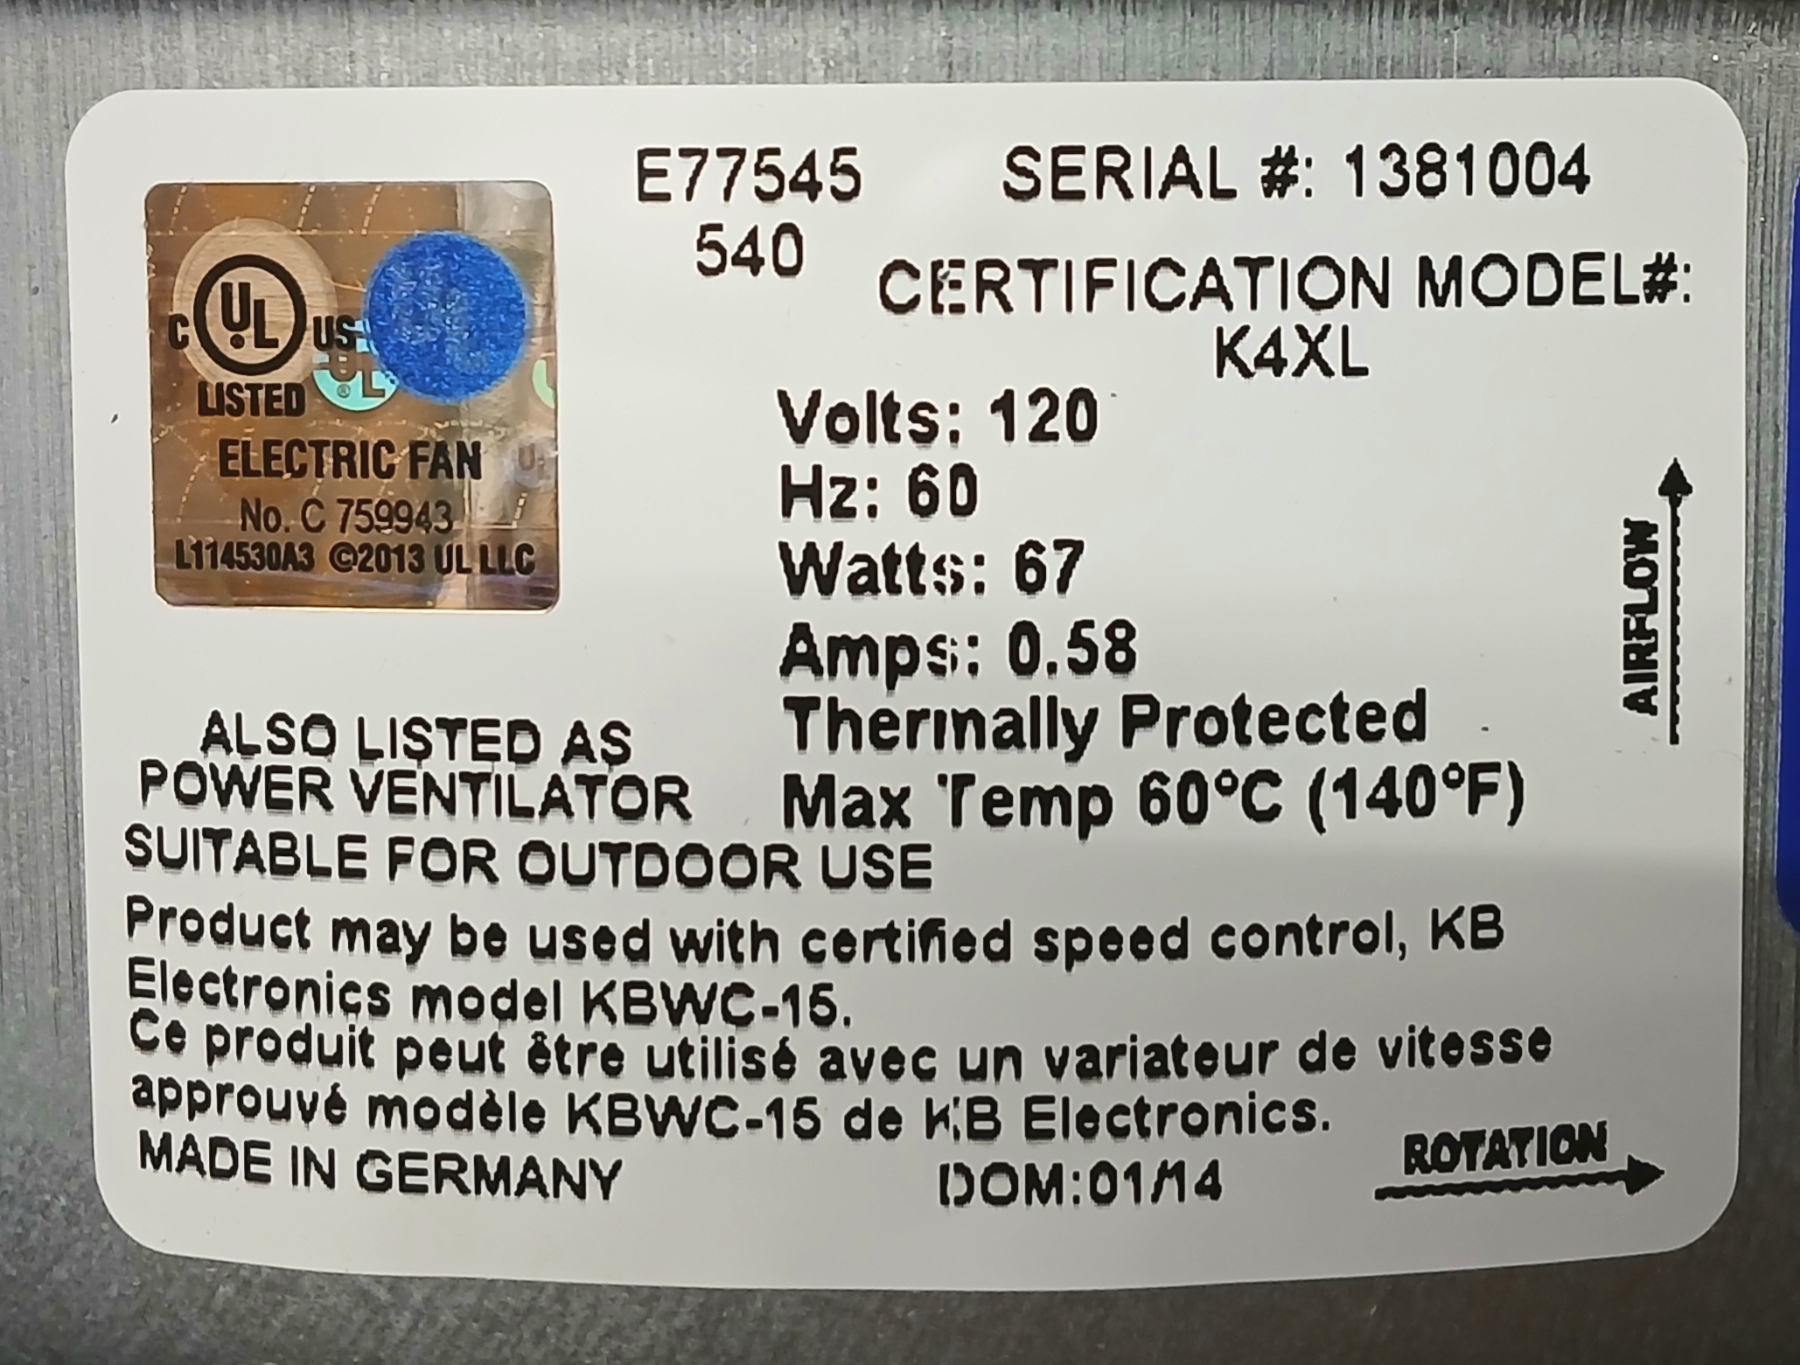 E77545
540
SERIAL #: 1381004
CERTIFICATION MODEL#:
K4XL
C UL US
LISTED
UL
ELECTRIC FAN
No. C 759943
L114530A3 ©2013 UL LLC
Volts: 120
Hz: 60
Watts: 67
Amps: 0.58
Thermally Protected
Max Temp 60°C (140°F)
AIRFLOW
ALSO LISTED AS
POWER VENTILATOR
SUITABLE FOR OUTDOOR USE
Product may be used with certified speed control, KB
Electronics model KBWC-15.
Ce produit peut être utilisé avec un variateur de vitesse
approuvé modèle KBWC-15 de KB Electronics.
MADE IN GERMANY
DOM:01/14
ROTATION